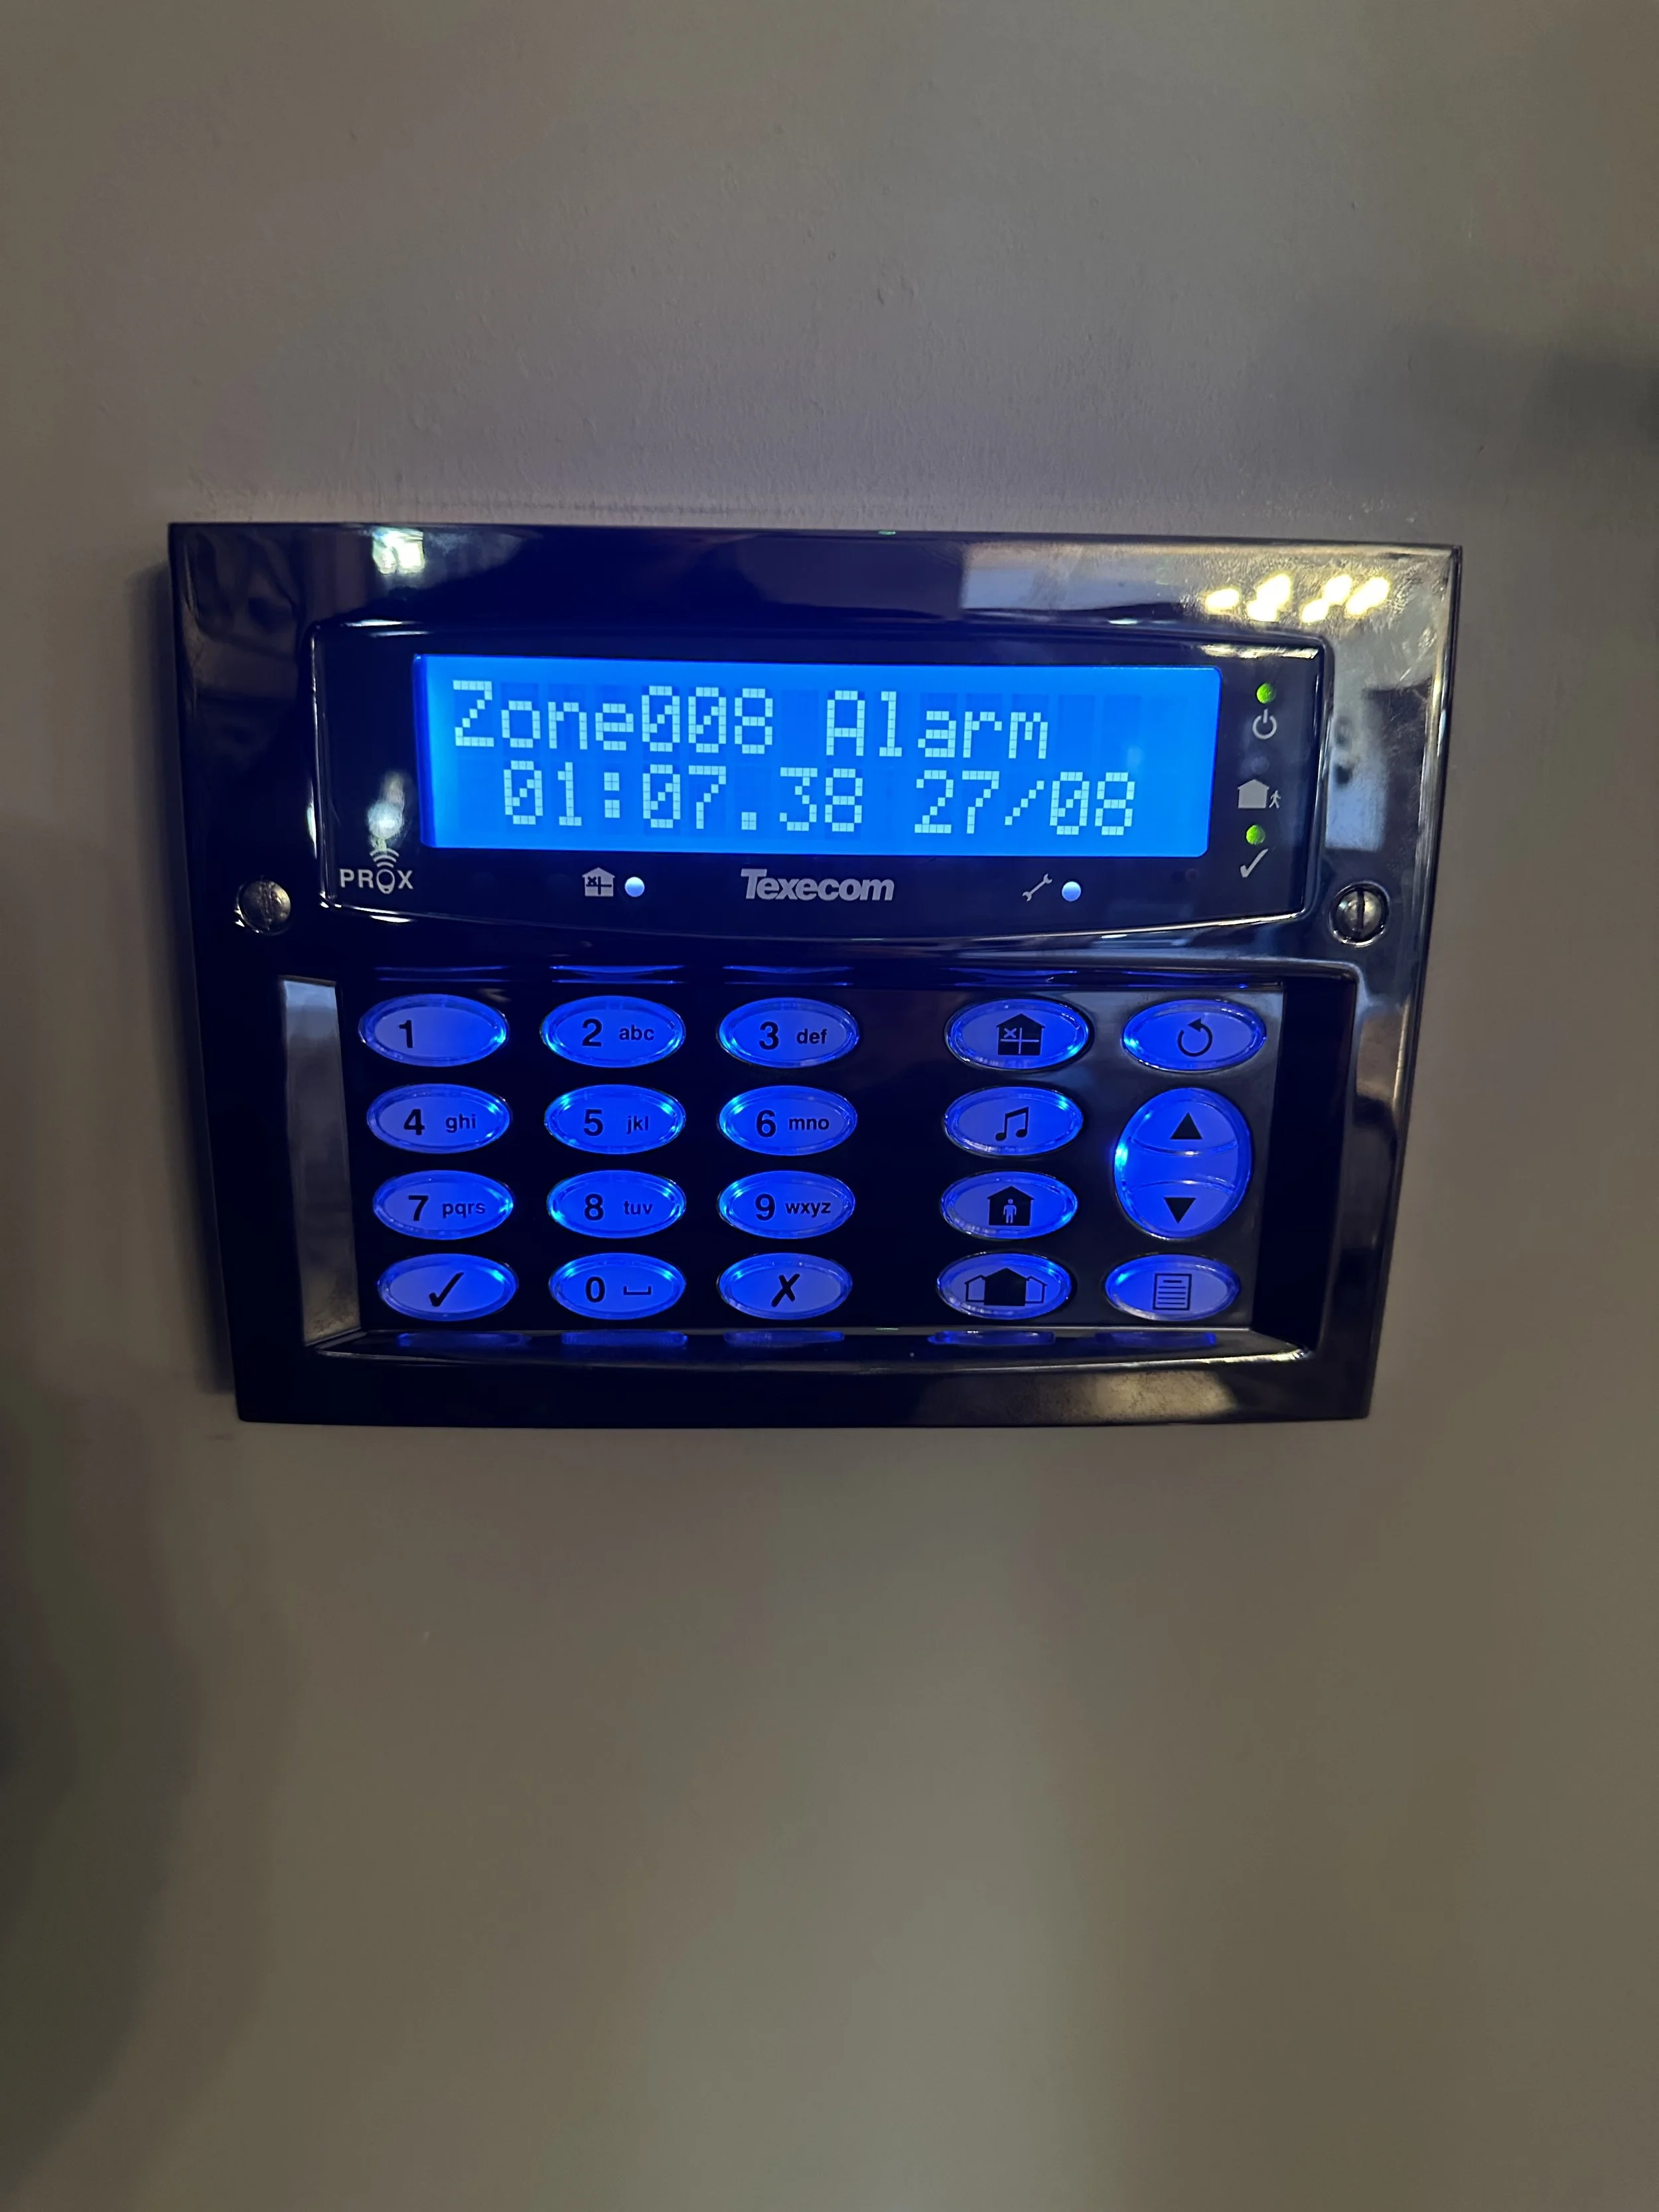 Zone008 Alarm
01:07.38 27/08
PROX
Texecom
1
2 abc
3 def
4 ghi
5 jkl
6 mno
7 pqrs
8 tuv
9 wxyz
0